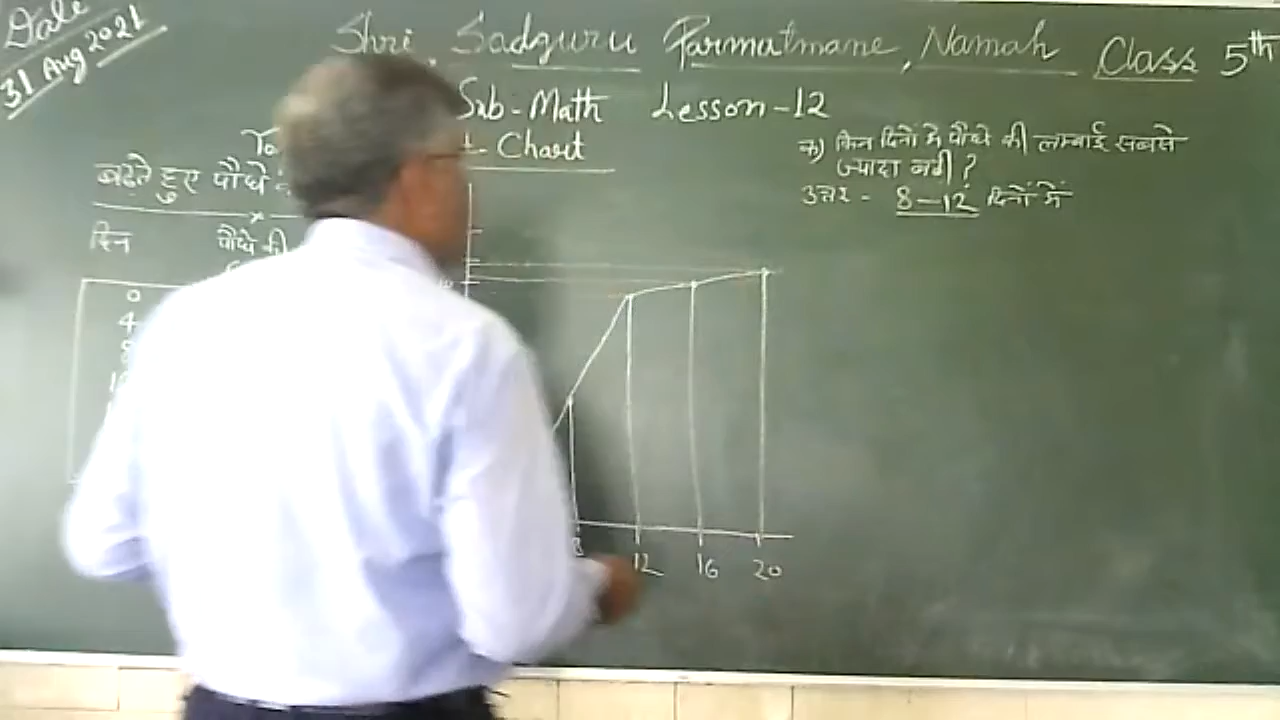 Date
31 Aug 2021
Shri Sadguru Parmatmane Namah Class 5th
Sub-Math Lesson-12
Chart
बढ़ते हुए पौधे
दिन पौधे की
0
4
8
12 16 20
क) किन दिनों में पौधे की लम्बाई सबसे
ज्यादा बढ़ी?
उत्तर - 8-12 दिनों में